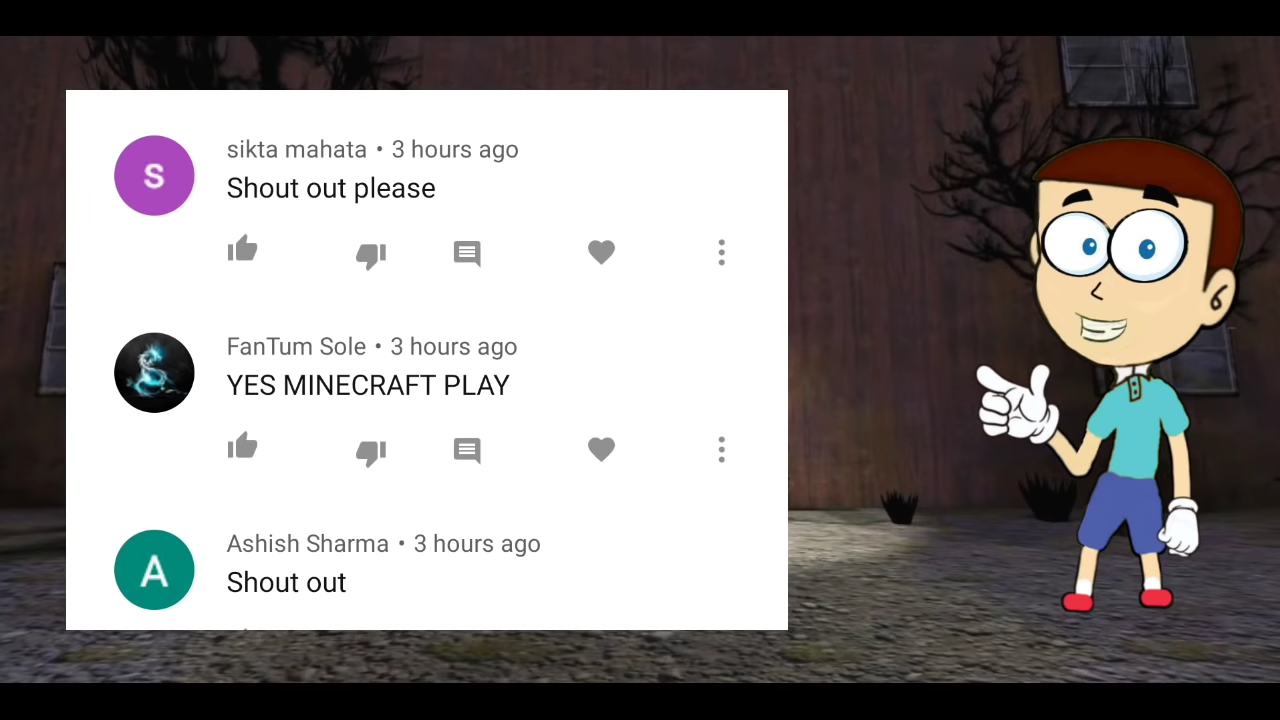 S
sikta mahata • 3 hours ago
Shout out please
FanTum Sole • 3 hours ago
YES MINECRAFT PLAY
A
Ashish Sharma • 3 hours ago
Shout out